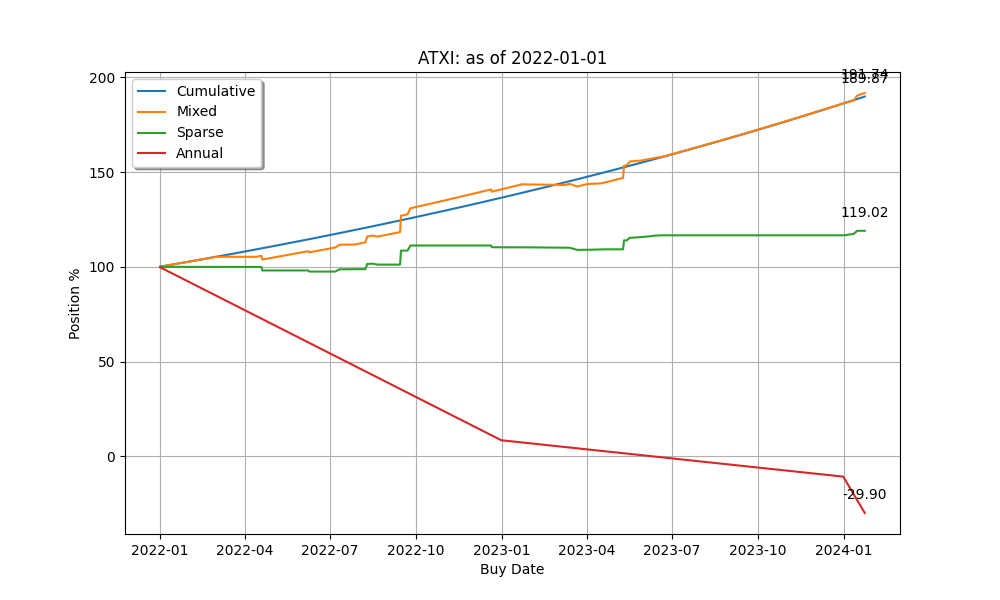 ATXI: as of 2022-01-01
200
150
100
50
0
Position %
Cumulative
Mixed
Sparse
Annual
191.74
189.87
119.02
-29.90
2022-01
2022-04
2022-07
2022-10
2023-01
2023-04
2023-07
2023-10
2024-01
Buy Date